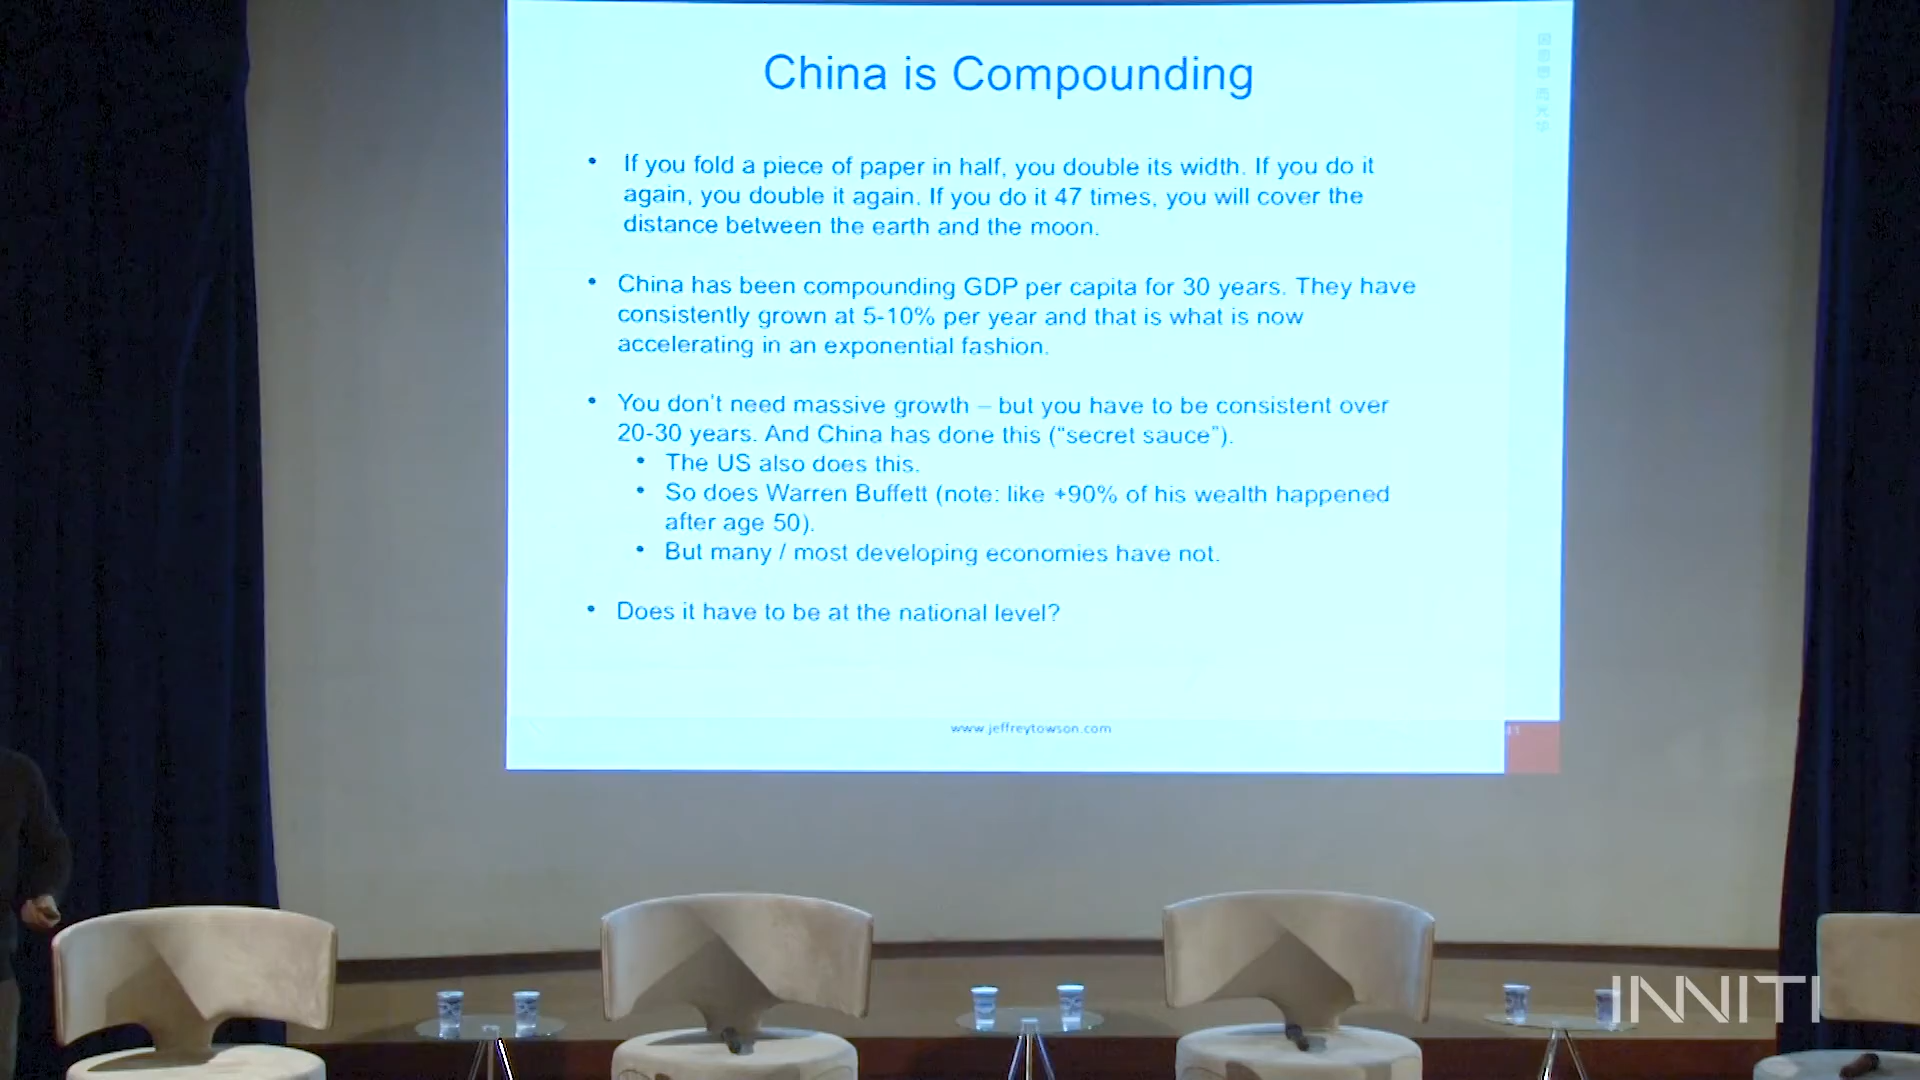 China is Compounding
• If you fold a piece of paper in half, you double its width. If you do it
again, you double it again. If you do it 47 times, you will cover the
distance between the earth and the moon.
• China has been compounding GDP per capita for 30 years. They have
consistently grown at 5-10% per year and that is what is now
accelerating in an exponential fashion.
• You don't need massive growth – but you have to be consistent over
20-30 years. And China has done this (“secret sauce”).
• The US also does this.
• So does Warren Buffett (note: like +90% of his wealth happened
after age 50).
• But many / most developing economies have not.
• Does it have to be at the national level?
www.jeffreytowson.com
INNITI